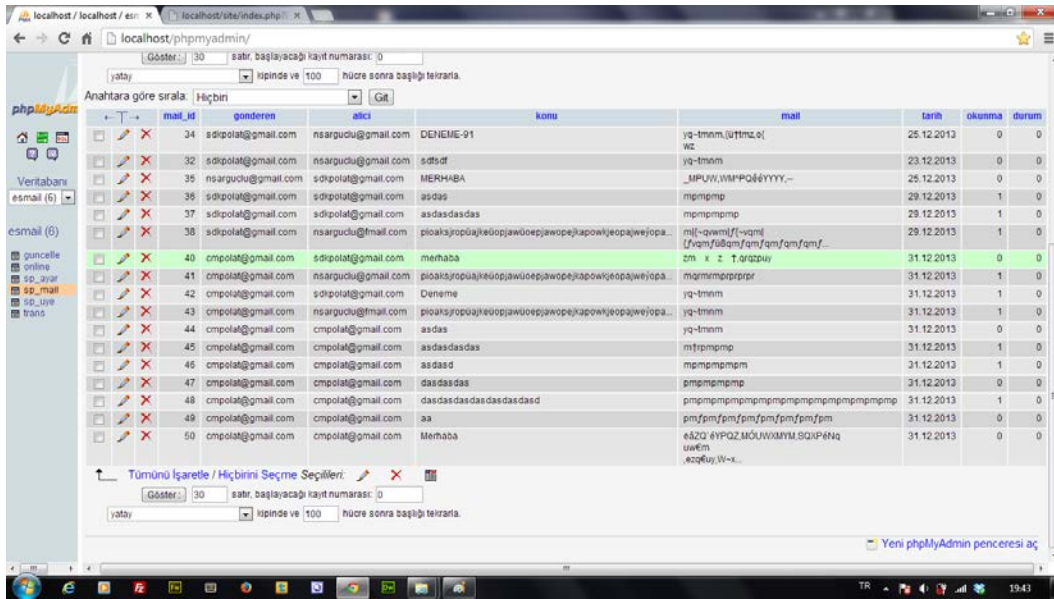 localhost / localhost / esn
localhost/site/index.php
localhost/phpmyadmin/
Göster : 30 satır, başlayacağı kayıt numarası: 0
yatay kipinde ve 100 hücre sonra başlığı tekrarla.
Anahtara göre sırala: Hiçbiri Git
phpMyAdm
Veritabanı
esmail (6)
esmail (6)
guncelle
online
sp_ayar
sp_mail
sp_uye
trans
mail_id gonderen alici konu mail tarih okunma durum
34 sdkpolat@gmail.com nsarguclu@gmail.com DENEME-91 25.12.2013 0 0
32 sdkpolat@gmail.com nsarguclu@gmail.com sdfsdf yq~tmnm 23.12.2013 0 0
35 nsarguclu@gmail.com sdkpolat@gmail.com MERHABA 25.12.2013 0 0
36 sdkpolat@gmail.com sdkpolat@gmail.com asdas mpmpmp 29.12.2013 1 0
37 sdkpolat@gmail.com sdkpolat@gmail.com asdasdasdas mpmpmpmp 29.12.2013 1 0
38 sdkpolat@gmail.com nsarguclu@fmail.com 29.12.2013 1 0
40 cmpolat@gmail.com sdkpolat@gmail.com merhaba 31.12.2013 0 0
41 cmpolat@gmail.com nsarguclu@gmail.com mqrmrmprprprpr 31.12.2013 1 0
42 cmpolat@gmail.com sdkpolat@gmail.com Deneme yq~tmnm 31.12.2013 1 0
43 cmpolat@gmail.com nsarguclu@fmail.com yq~tmnm 31.12.2013 1 0
44 cmpolat@gmail.com cmpolat@gmail.com asdas yq~tmnm 31.12.2013 0 0
45 cmpolat@gmail.com cmpolat@gmail.com asdasdasdas m†rpmpmp 31.12.2013 1 0
46 cmpolat@gmail.com cmpolat@gmail.com asdasd mpmpmpmpm 31.12.2013 1 0
47 cmpolat@gmail.com cmpolat@gmail.com dasdasdas pmpmpmpmp 31.12.2013 0 0
48 cmpolat@gmail.com cmpolat@gmail.com dasdasdasdasdasdasdasd 31.12.2013 1 0
49 cmpolat@gmail.com cmpolat@gmail.com aa pmƒpmƒpmƒpmƒpmƒpmƒpmƒpm 31.12.2013 0 0
50 cmpolat@gmail.com cmpolat@gmail.com Merhaba 31.12.2013 0 0
Tümünü İşaretle / Hiçbirini Seçme Seçilileri:
Göster : 30 satır, başlayacağı kayıt numarası: 0
yatay kipinde ve 100 hücre sonra başlığı tekrarla.
Yeni phpMyAdmin penceresi aç
TR 19:43